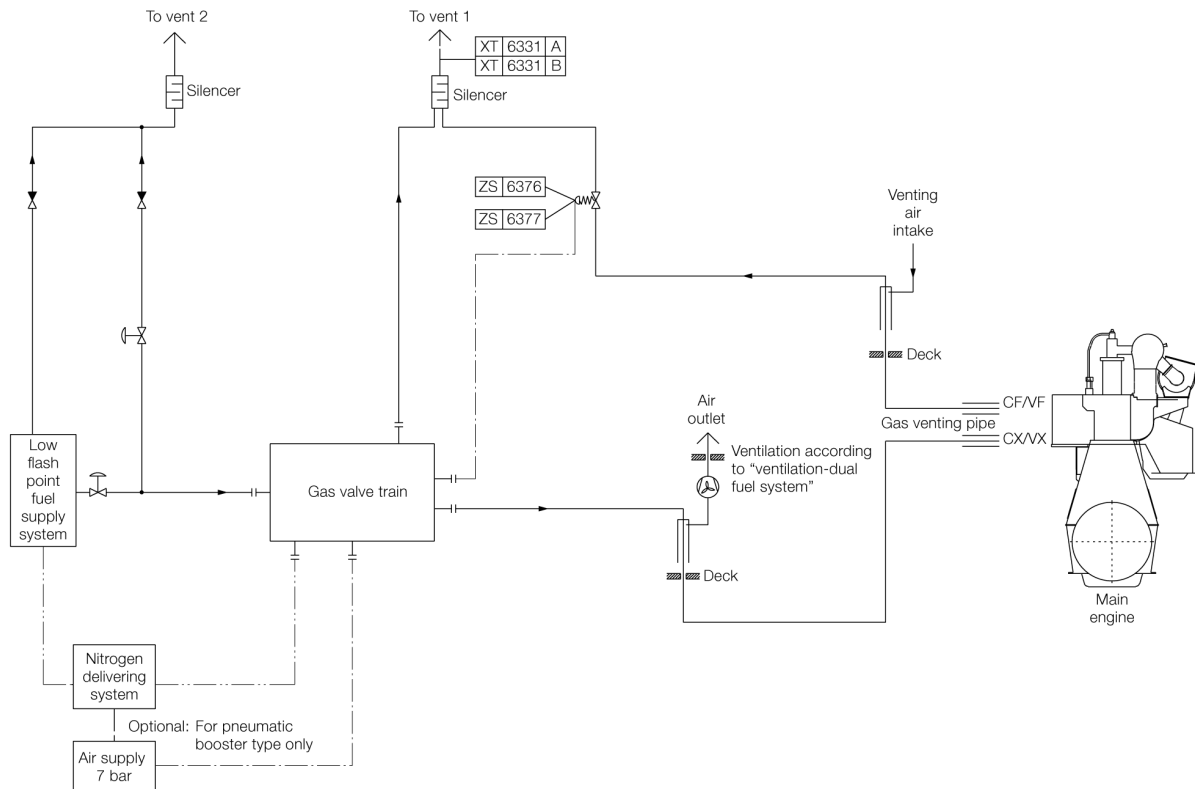 To vent 2
To vent 1
XT 6331 A
XT 6331 B
Silencer
Silencer
ZS 6376
ZS 6377
Venting
air
intake
Deck
Air
outlet
CF/VF
Gas venting pipe
CX/VX
Low
flash
point
fuel
supply
system
Gas valve train
Ventilation according
to “ventilation-dual
fuel system”
Deck
Main
engine
Nitrogen
delivering
system
Optional: For pneumatic
booster type only
Air supply
7 bar